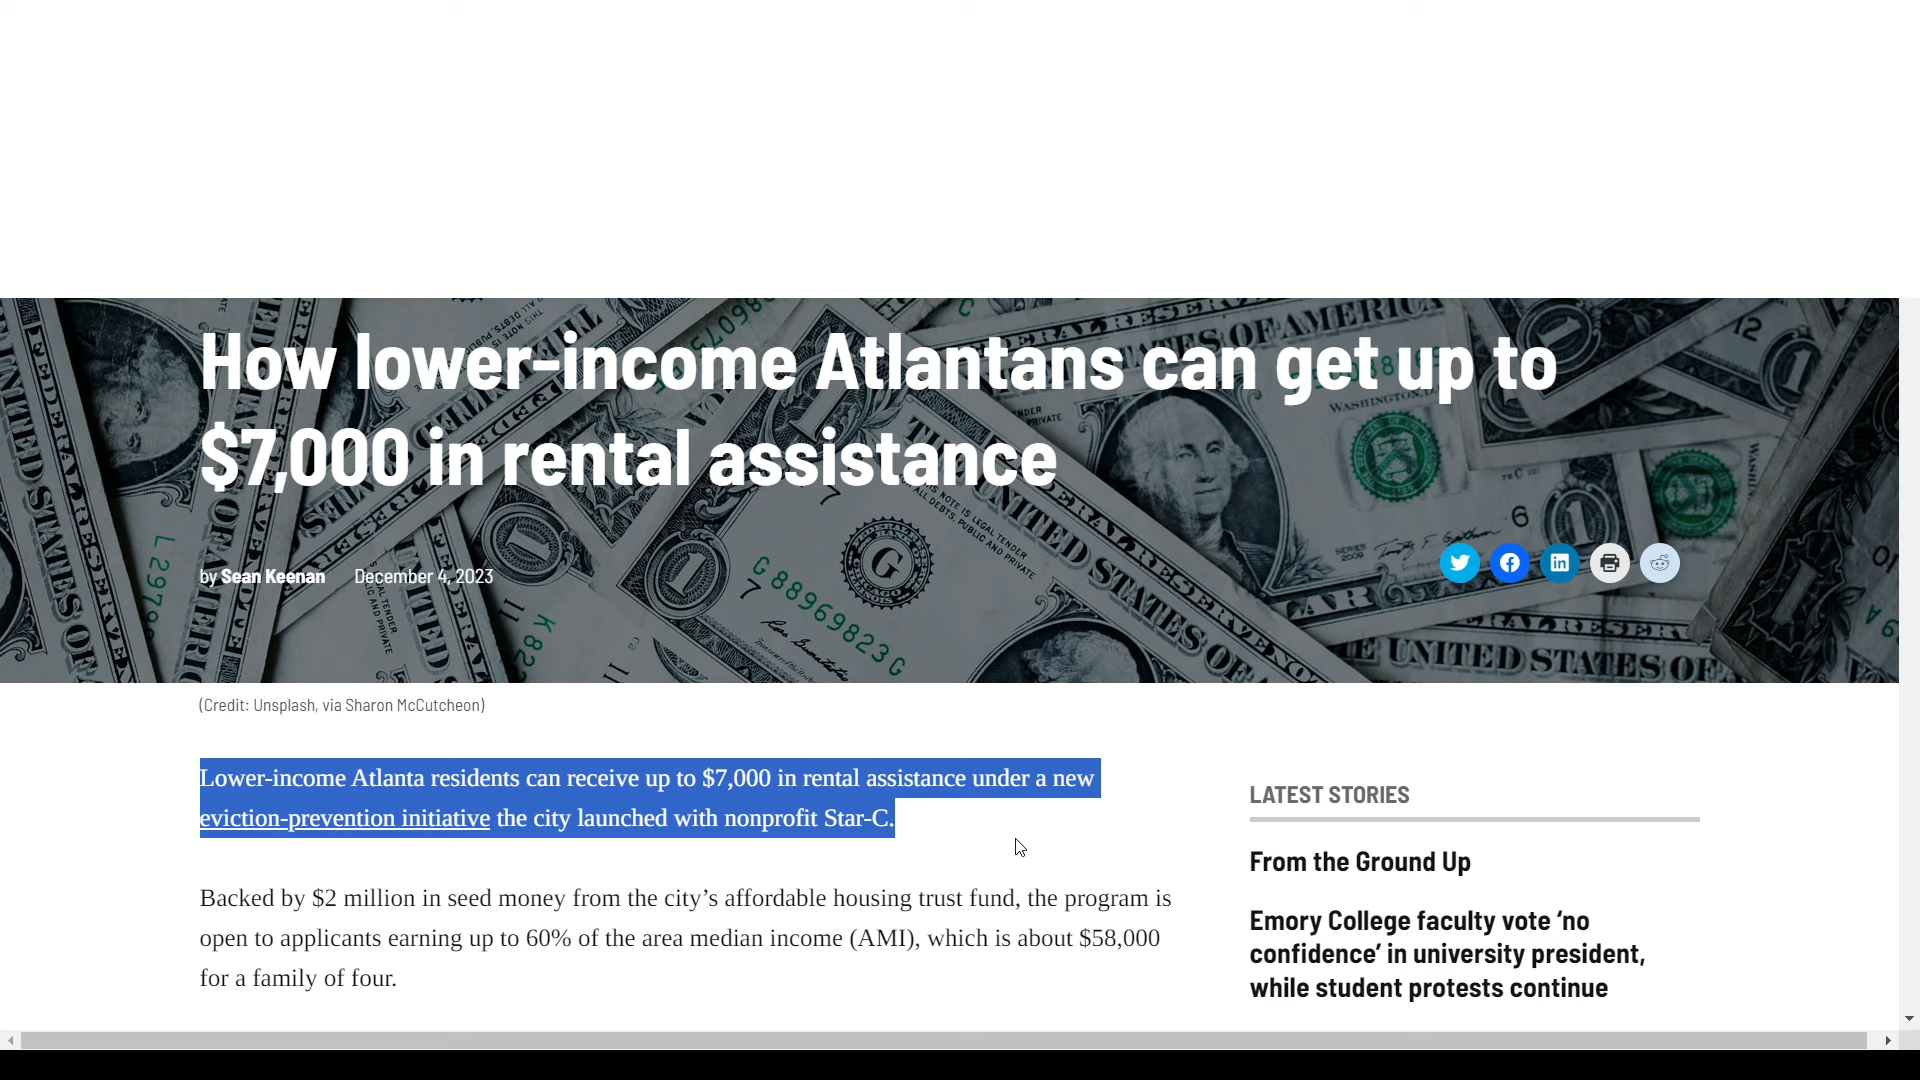 How lower-income Atlantans can get up to
$7,000 in rental assistance
by Sean Keenan December 4, 2023
(Credit: Unsplash, via Sharon McCutcheon)
Lower-income Atlanta residents can receive up to $7,000 in rental assistance under a new
eviction-prevention initiative the city launched with nonprofit Star-C.
Backed by $2 million in seed money from the city’s affordable housing trust fund, the program is
open to applicants earning up to 60% of the area median income (AMI), which is about $58,000
for a family of four.
LATEST STORIES
From the Ground Up
Emory College faculty vote ‘no
confidence’ in university president,
while student protests continue